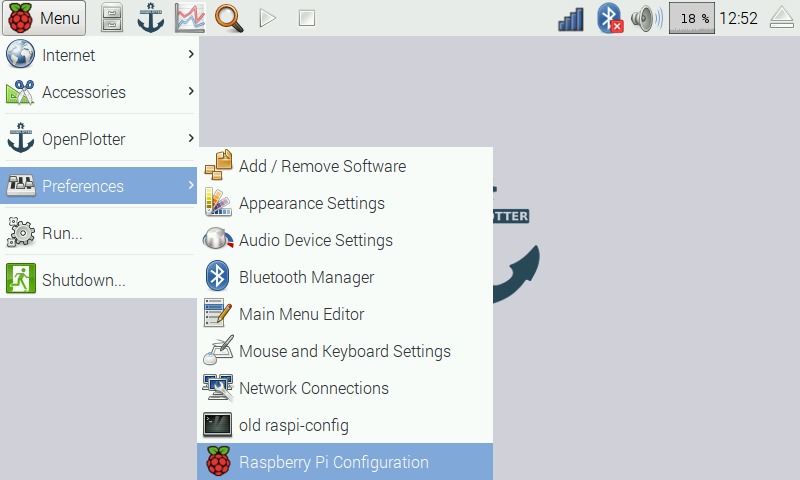 Menu
18 %
12:52
Internet
Accessories
OpenPlotter
Preferences
Run...
Shutdown...
Add / Remove Software
Appearance Settings
Audio Device Settings
Bluetooth Manager
Main Menu Editor
Mouse and Keyboard Settings
Network Connections
old raspi-config
Raspberry Pi Configuration
OTTER